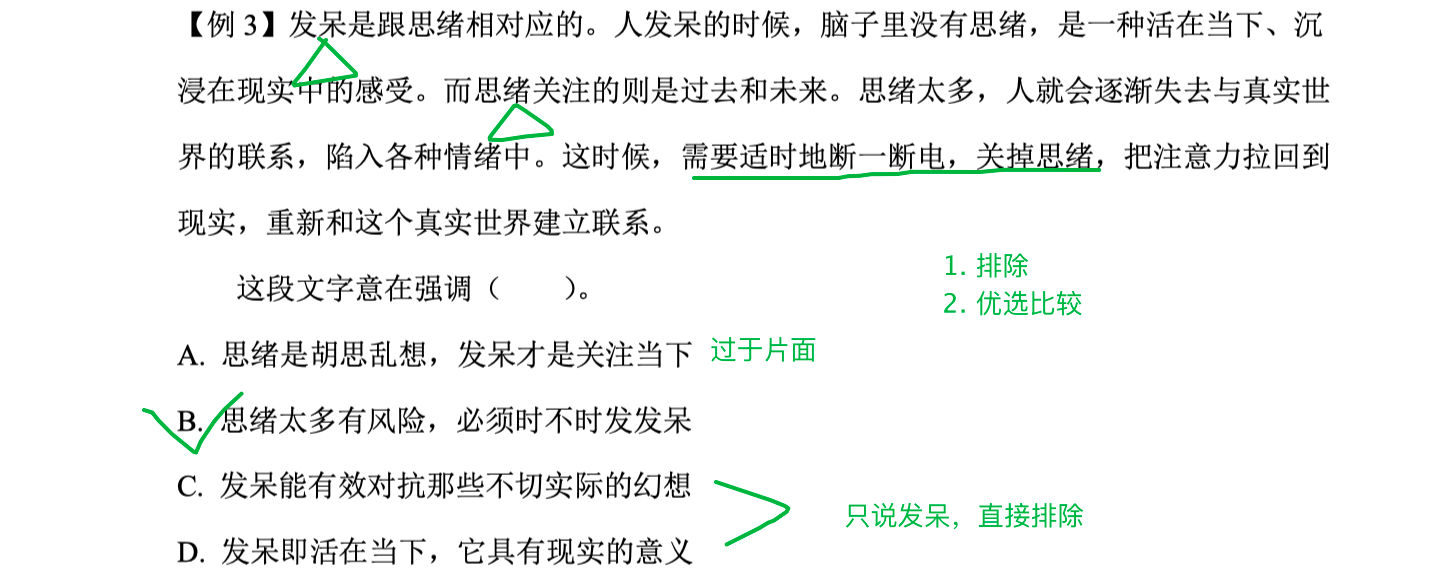 【例 3】发呆是跟思绪相对应的。人发呆的时候，脑子里没有思绪，是一种活在当下、沉
浸在现实中的感受。而思绪关注的则是过去和未来。思绪太多，人就会逐渐失去与真实世
界的联系，陷入各种情绪中。这时候，需要适时地断一断电，关掉思绪，把注意力拉回到
现实，重新和这个真实世界建立联系。
这段文字意在强调（　　）。
1. 排除
2. 优选比较
A. 思绪是胡思乱想，发呆才是关注当下 过于片面
B. 思绪太多有风险，必须时不时发发呆
C. 发呆能有效对抗那些不切实际的幻想
只说发呆，直接排除
D. 发呆即活在当下，它具有现实的意义